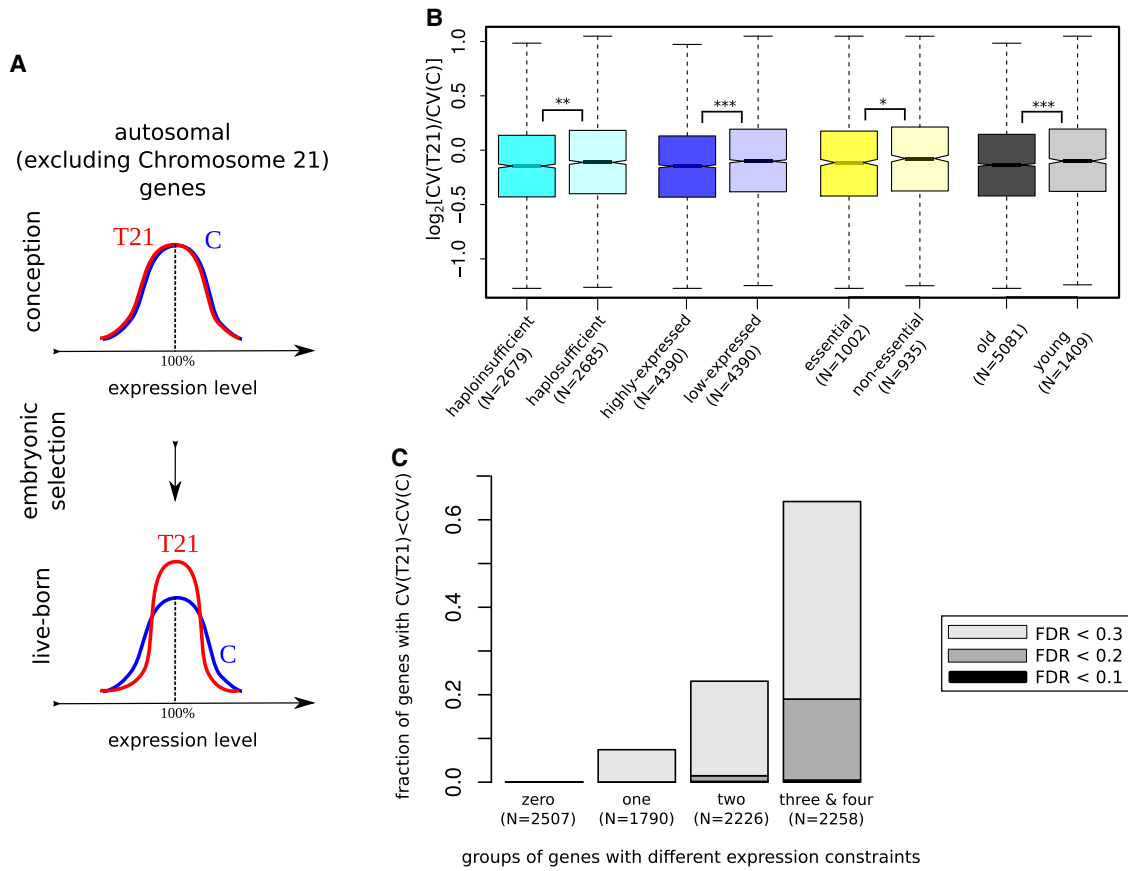 A
autosomal
(excluding Chromosome 21)
genes
conception
T21
C
100%
expression level
embryonic
selection
live-born
T21
C
100%
expression level
B
log2[CV(T21)/CV(C)]
1.0
0.5
0.0
−0.5
−1.0
**
***
*
***
haploinsufficient
(N=2679)
haplosufficient
(N=2685)
highly-expressed
(N=4390)
low-expressed
(N=4390)
essential
(N=1002)
non-essential
(N=935)
old
(N=5081)
young
(N=1409)
C
fraction of genes with CV(T21)<CV(C)
0.6
0.4
0.2
0.0
zero
(N=2507)
one
(N=1790)
two
(N=2226)
three & four
(N=2258)
groups of genes with different expression constraints
FDR < 0.3
FDR < 0.2
FDR < 0.1